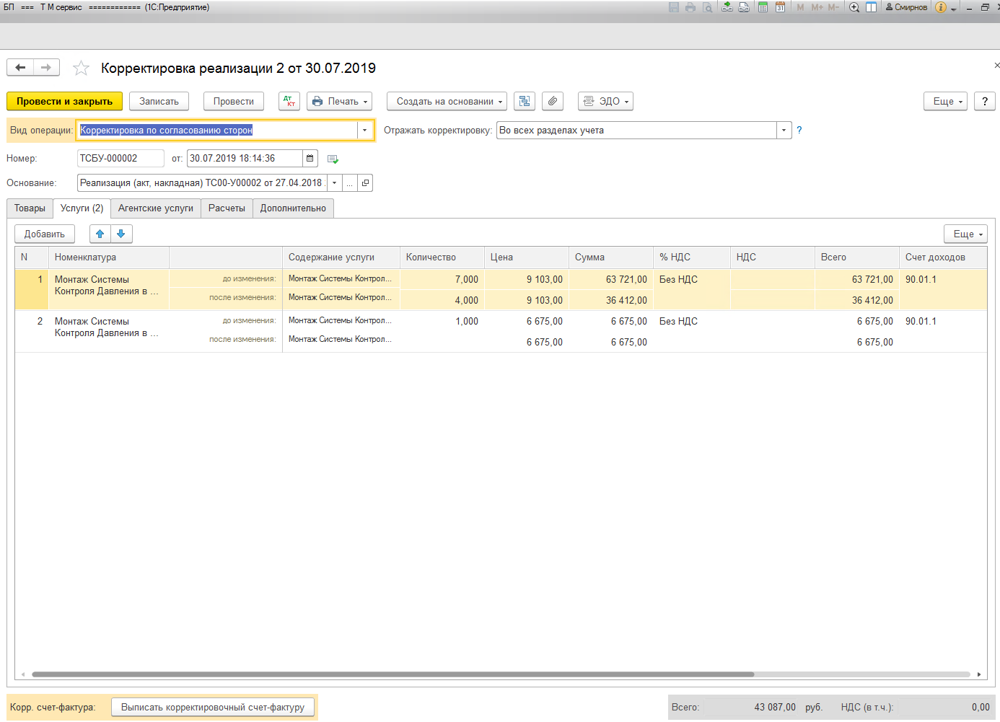 БП === Т М сервис ============ (1С:Предприятие)
М М+ М- Смирнов
Корректировка реализации 2 от 30.07.2019
Провести и закрыть Записать Провести Дт Кт Печать Создать на основании ЭДО Еще ?
Вид операции: Корректировка по согласованию сторон Отражать корректировку: Во всех разделах учета ?
Номер: ТСБУ-000002 от: 30.07.2019 18:14:36
Основание: Реализация (акт, накладная) ТС00-У00002 от 27.04.2018 ...
Товары Услуги (2) Агентские услуги Расчеты Дополнительно
Добавить Еще
N Номенклатура Содержание услуги Количество Цена Сумма % НДС НДС Всего Счет доходов
1 Монтаж Системы до изменения: Монтаж Системы Контрол... 7,000 9 103,00 63 721,00 Без НДС 63 721,00 90.01.1
Контроля Давления в ... после изменения: Монтаж Системы Контрол... 4,000 9 103,00 36 412,00 36 412,00
2 Монтаж Системы до изменения: Монтаж Системы Контрол... 1,000 6 675,00 6 675,00 Без НДС 6 675,00 90.01.1
Контроля Давления в ... после изменения: Монтаж Системы Контрол... 6 675,00 6 675,00 6 675,00
Корр. счет-фактура: Выписать корректировочный счет-фактуру Всего: 43 087,00 руб. НДС (в т.ч.): 0,00